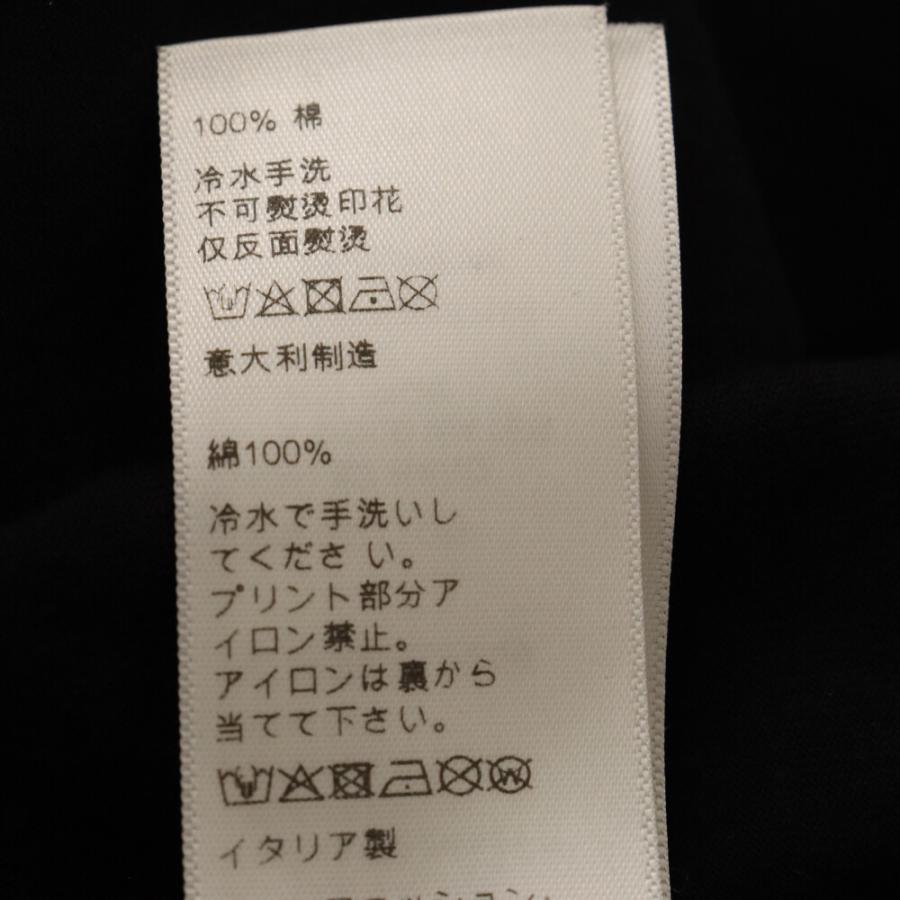 100% 棉
冷水手洗
不可熨烫印花
仅反面熨烫
意大利制造
綿100%
冷水で手洗いし
てくださ い。
プリント部分ア
イロン禁止。
アイロンは裏から
当てて下さい。
W
イタリア製